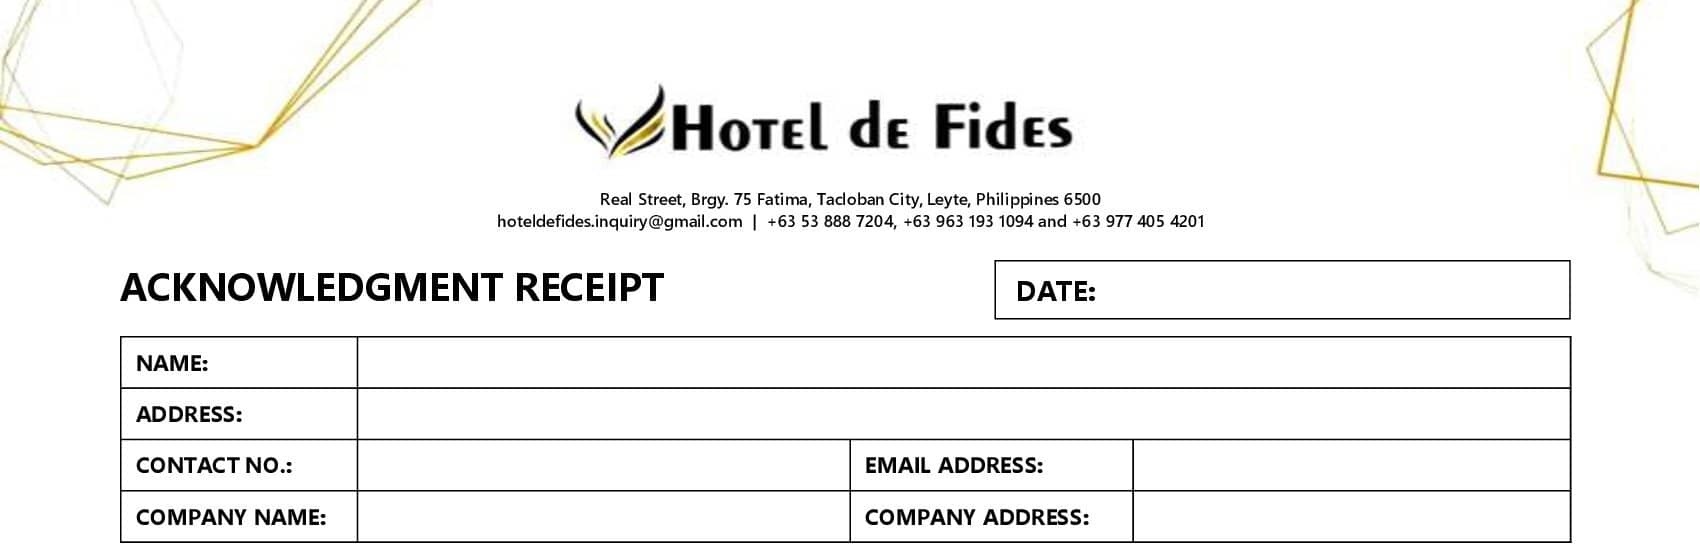 Hotel de Fides
Real Street, Brgy. 75 Fatima, Tacloban City, Leyte, Philippines 6500
hoteldefides.inquiry@gmail.com | +63 53 888 7204, +63 963 193 1094 and +63 977 405 4201
ACKNOWLEDGMENT RECEIPT
DATE:
NAME:
ADDRESS:
CONTACT NO.:
EMAIL ADDRESS:
COMPANY NAME:
COMPANY ADDRESS: